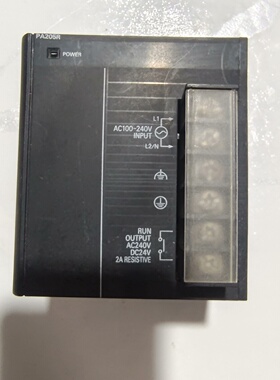 PA205R
POWER
L1
AC100-240V
INPUT
L2/N
RUN
OUTPUT
AC240V
DC24V
2A RESISTIVE